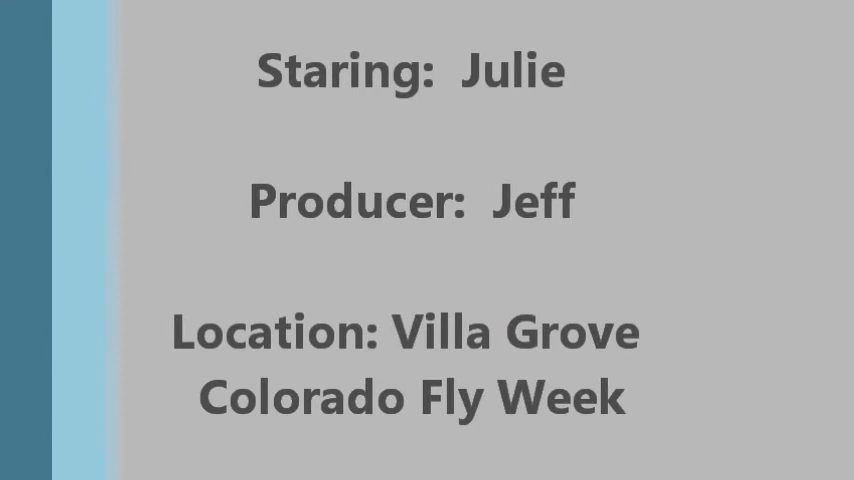 Staring:  Julie
Producer:  Jeff
Location: Villa Grove
Colorado Fly Week